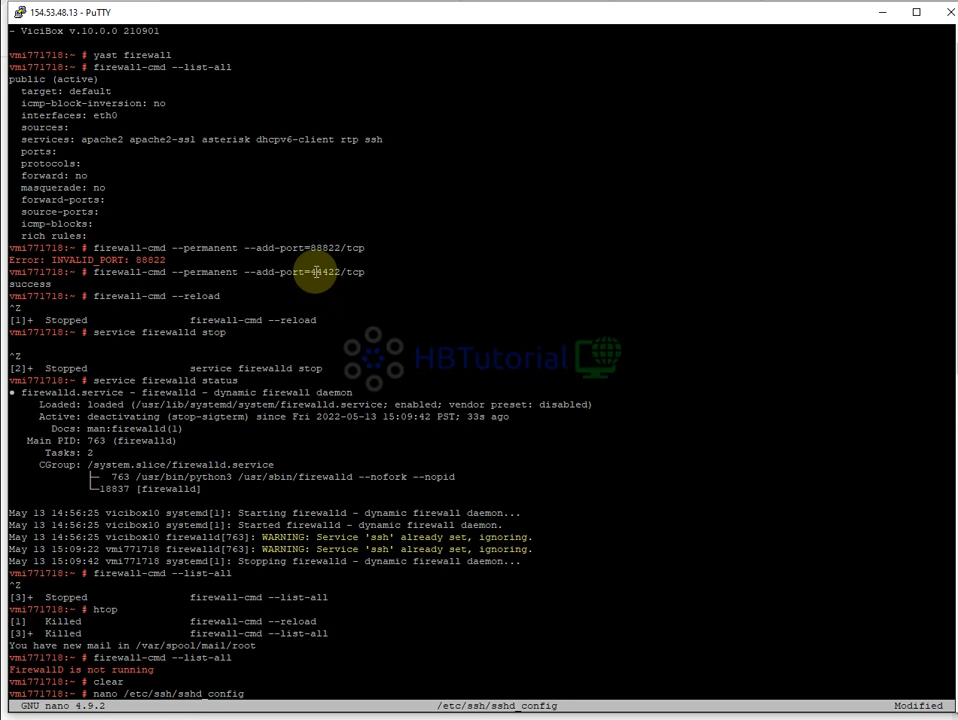 154.53.48.13 - PuTTY
- ViciBox v.10.0.0 210901
vmi771718:~ # yast firewall
vmi771718:~ # firewall-cmd --list-all
public (active)
target: default
icmp-block-inversion: no
interfaces: eth0
sources:
services: apache2 apache2-ssl asterisk dhcpv6-client rtp ssh
ports:
protocols:
forward: no
masquerade: no
forward-ports:
source-ports:
icmp-blocks:
rich rules:
vmi771718:~ # firewall-cmd --permanent --add-port=88822/tcp
Error: INVALID_PORT: 88822
vmi771718:~ # firewall-cmd --permanent --add-port=44422/tcp
success
vmi771718:~ # firewall-cmd --reload
^Z
[1]+  Stopped                 firewall-cmd --reload
vmi771718:~ # service firewalld stop
^Z
[2]+  Stopped                 service firewalld stop
HBTutorial
vmi771718:~ # service firewalld status
● firewalld.service - firewalld - dynamic firewall daemon
Loaded: loaded (/usr/lib/systemd/system/firewalld.service; enabled; vendor preset: disabled)
Active: deactivating (stop-sigterm) since Fri 2022-05-13 15:09:42 PST; 33s ago
Docs: man:firewalld(1)
Main PID: 763 (firewalld)
Tasks: 2
CGroup: /system.slice/firewalld.service
├─  763 /usr/bin/python3 /usr/sbin/firewalld --nofork --nopid
└─18837 [firewalld]
May 13 14:56:25 vicibox10 systemd[1]: Starting firewalld - dynamic firewall daemon...
May 13 14:56:25 vicibox10 systemd[1]: Started firewalld - dynamic firewall daemon.
May 13 14:56:25 vicibox10 firewalld[763]: WARNING: Service 'ssh' already set, ignoring.
May 13 15:09:22 vmi771718 firewalld[763]: WARNING: Service 'ssh' already set, ignoring.
May 13 15:09:42 vmi771718 systemd[1]: Stopping firewalld - dynamic firewall daemon...
vmi771718:~ # firewall-cmd --list-all
^Z
[3]+  Stopped                 firewall-cmd --list-all
vmi771718:~ # htop
[1]   Killed                  firewall-cmd --reload
[3]+  Killed                  firewall-cmd --list-all
You have new mail in /var/spool/mail/root
vmi771718:~ # firewall-cmd --list-all
FirewallD is not running
vmi771718:~ # clear
vmi771718:~ # nano /etc/ssh/sshd_config
GNU nano 4.9.2 /etc/ssh/sshd_config Modified